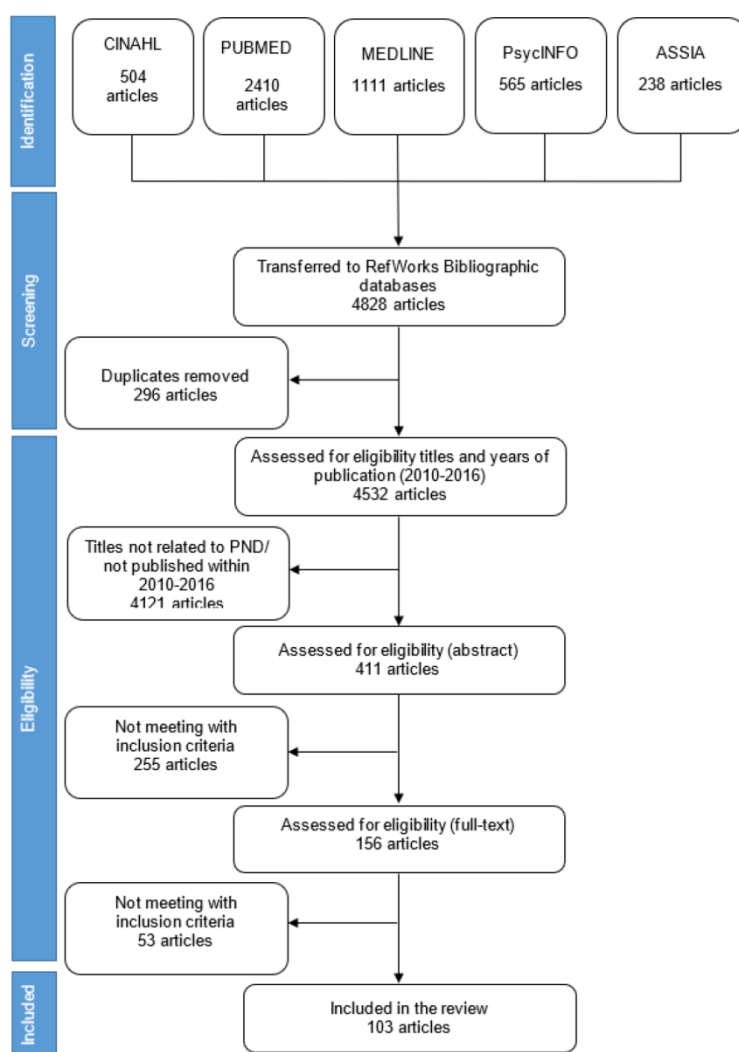 Identification
CINAHL
504
articles
PUBMED
2410
articles
MEDLINE
1111 articles
PsycINFO
565 articles
ASSIA
238 articles
Screening
Transferred to RefWorks Bibliographic
databases
4828 articles
Duplicates removed
296 articles
Eligibility
Assessed for eligibility titles and years of
publication (2010-2016)
4532 articles
Titles not related to PND/
not published within
2010-2016
4121 articles
Assessed for eligibility (abstract)
411 articles
Not meeting with
inclusion criteria
255 articles
Assessed for eligibility (full-text)
156 articles
Not meeting with
inclusion criteria
53 articles
Included
Included in the review
103 articles